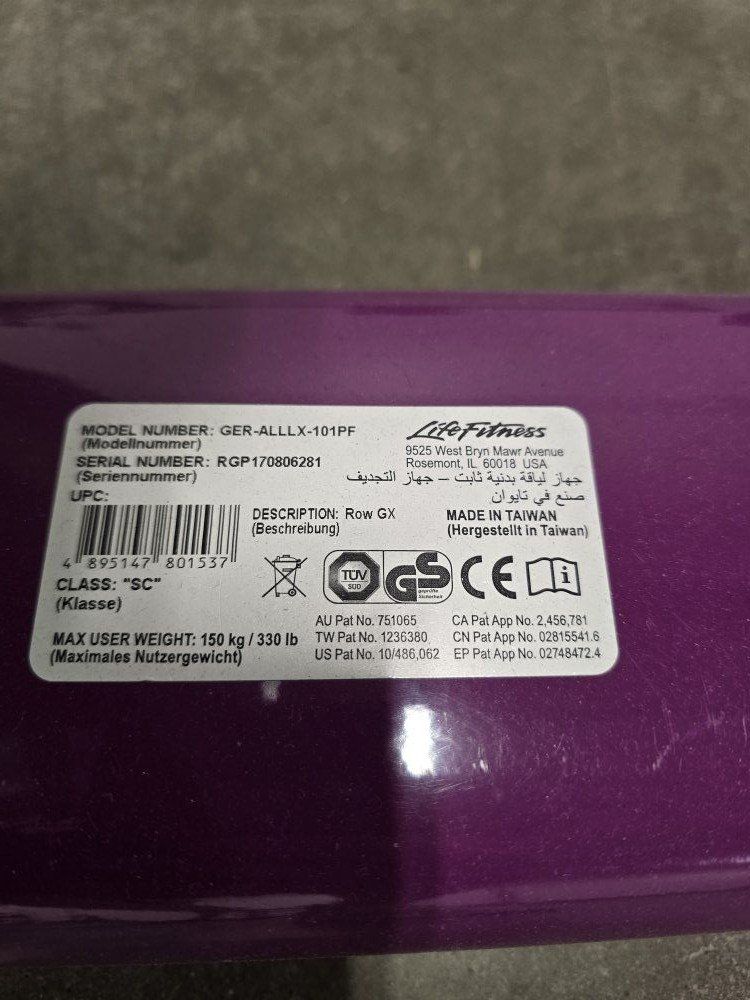 MODEL NUMBER: GER-ALLLX-101PF
(Modellnummer)
SERIAL NUMBER: RGP170806281
(Seriennummer)
UPC:
4 895147 801537
CLASS: "SC"
(Klasse)
MAX USER WEIGHT: 150 kg / 330 lb
(Maximales Nutzergewicht)
DESCRIPTION: Row GX
(Beschreibung)
LifeFitness
9525 West Bryn Mawr Avenue
Rosemont, IL 60018 USA
جهاز لياقة بدنية ثابت – جهاز التجديف
صنع في تايوان
MADE IN TAIWAN
(Hergestellt in Taiwan)
TÜV
SÜD
GS
geprüfte
Sicherheit
CE
i
AU Pat No. 751065
TW Pat No. 1236380
US Pat No. 10/486,062
CA Pat App No. 2,456,781
CN Pat App No. 02815541.6
EP Pat App No. 02748472.4